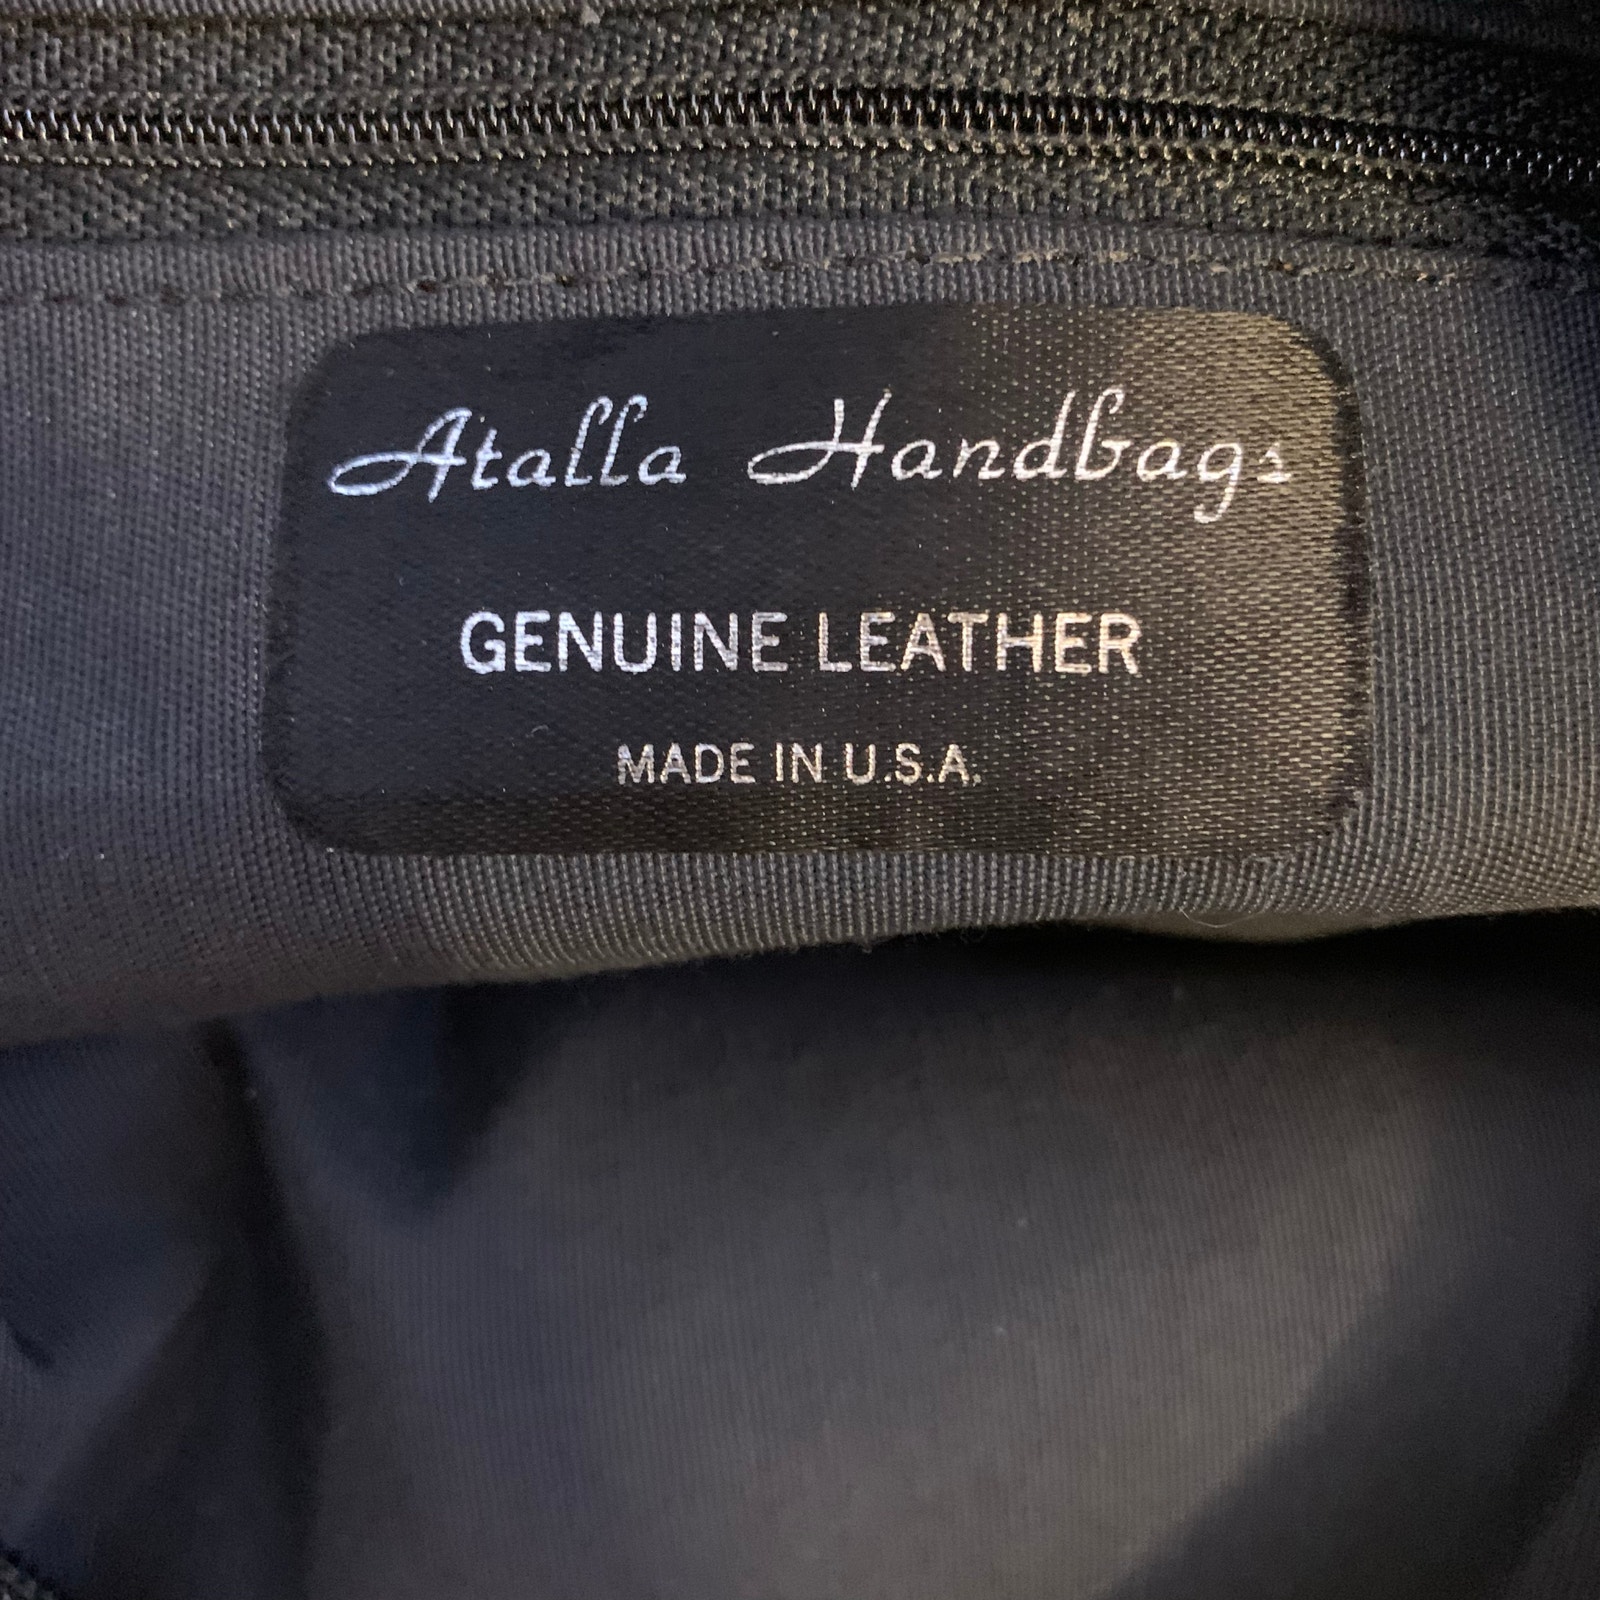 Atalla Handbags
GENUINE LEATHER
MADE IN U.S.A.